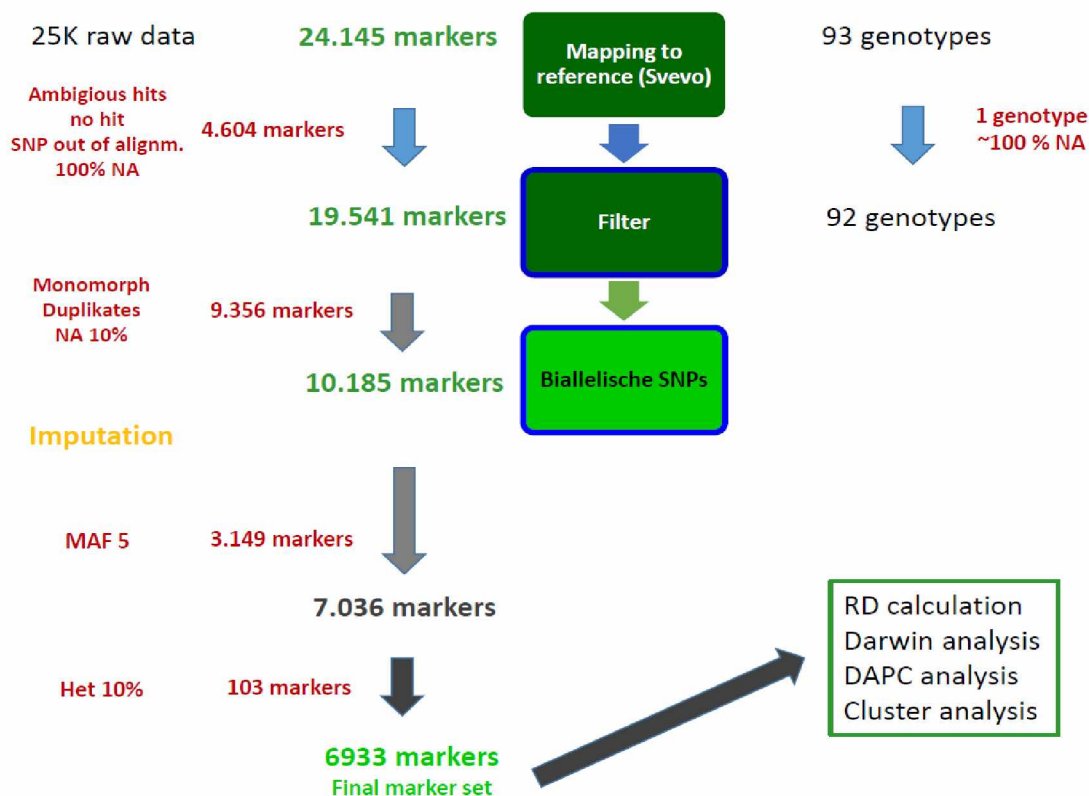 25K raw data
24.145 markers
Mapping to
reference (Svevo)
93 genotypes
Ambigious hits
no hit
SNP out of alignm.
100% NA
4.604 markers
1 genotype
~100 % NA
19.541 markers
Filter
92 genotypes
Monomorph
Duplikates
NA 10%
9.356 markers
10.185 markers
Biallelische SNPs
Imputation
MAF 5
3.149 markers
7.036 markers
RD calculation
Darwin analysis
DAPC analysis
Cluster analysis
Het 10%
103 markers
6933 markers
Final marker set